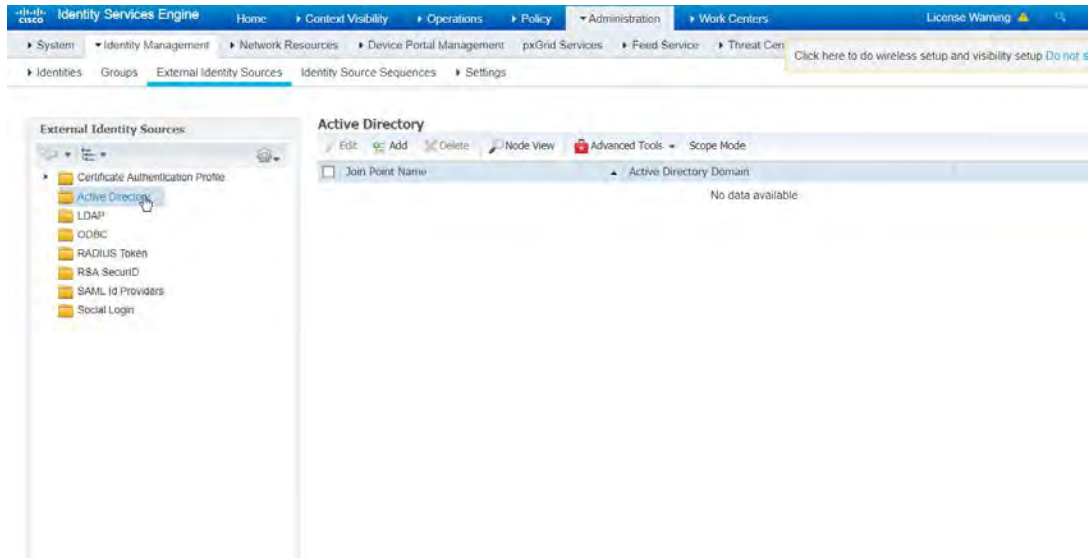 cisco Identity Services Engine Home Context Visibility Operations Policy Administration Work Centers License Warning
System Identity Management Network Resources Device Portal Management pxGrid Services Feed Service Threat Cen
Click here to do wireless setup and visibility setup Do not s
Identities Groups External Identity Sources Identity Source Sequences Settings
External Identity Sources
Certificate Authentication Profile
Active Directory
LDAP
ODBC
RADIUS Token
RSA SecurID
SAML Id Providers
Social Login
Active Directory
Edit Add Delete Node View Advanced Tools Scope Mode
Join Point Name Active Directory Domain
No data available